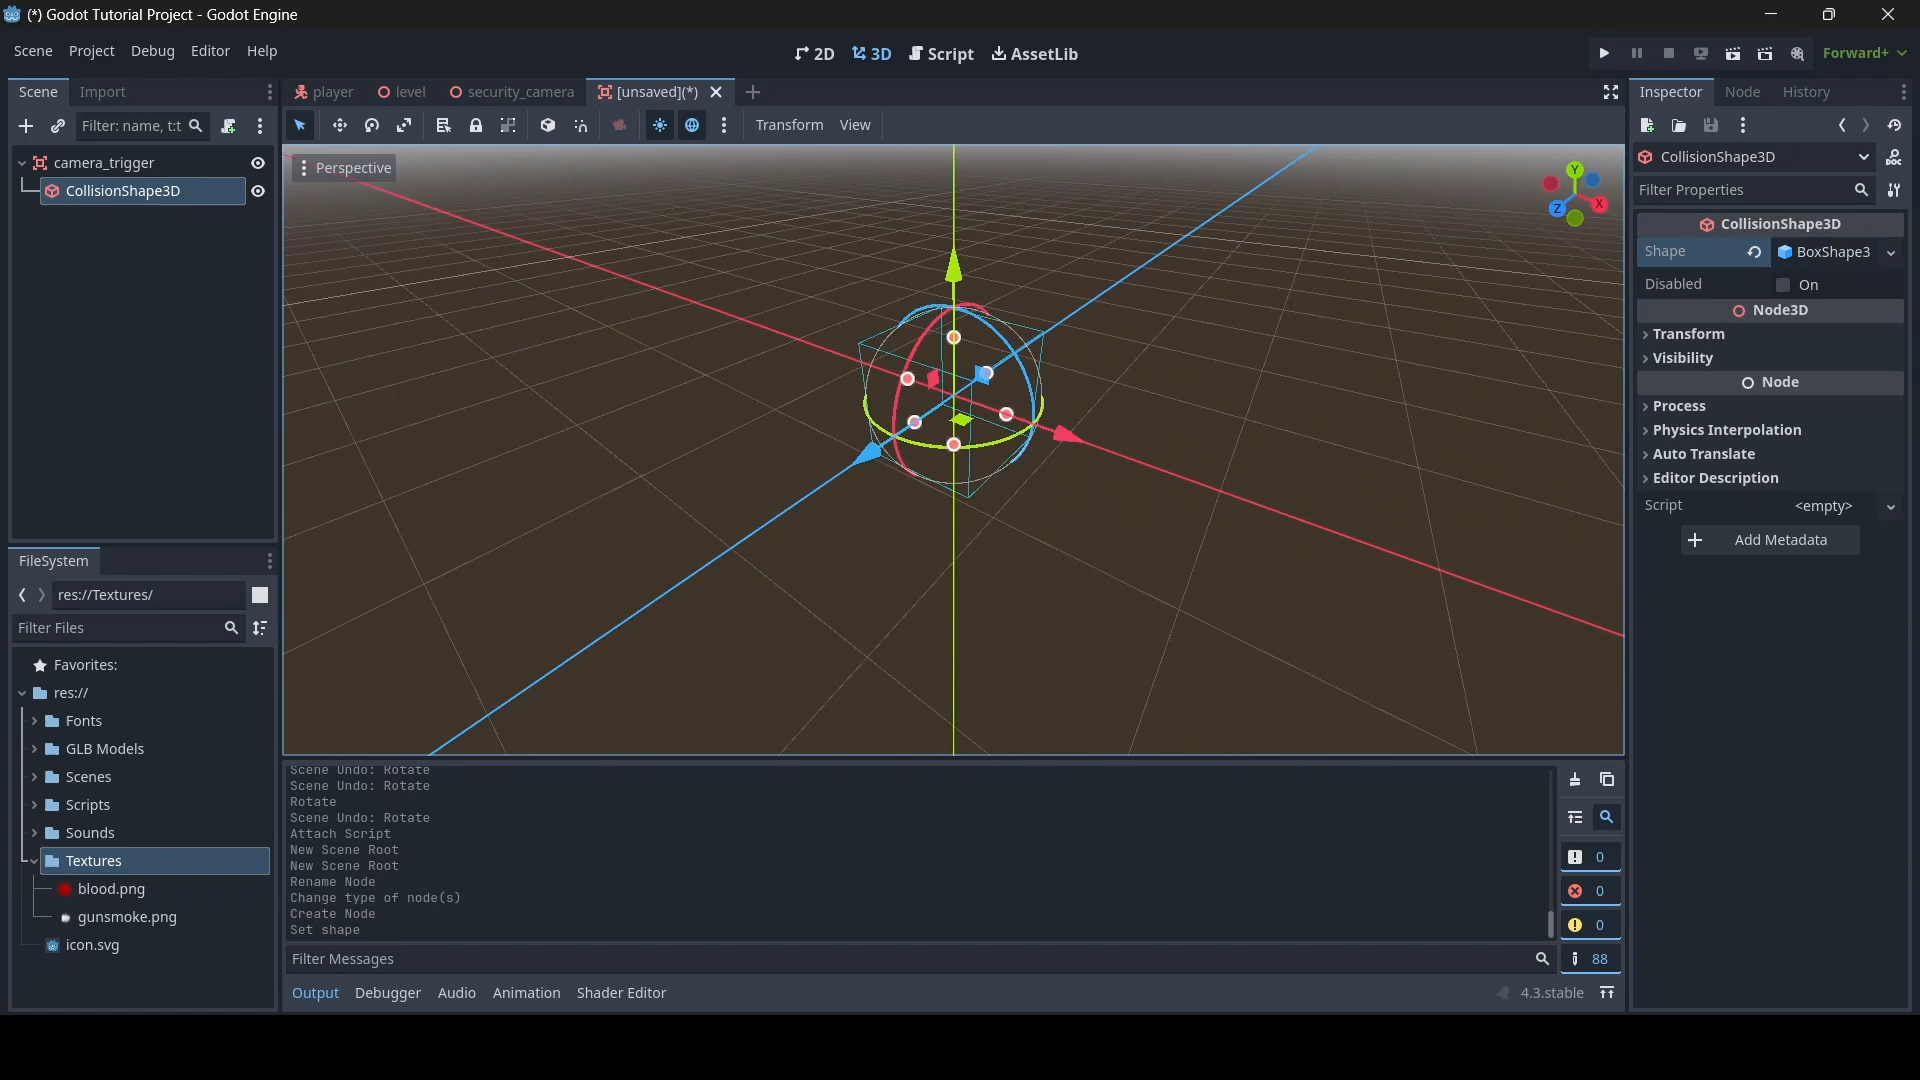 (*) Godot Tutorial Project - Godot Engine
Scene Project Debug Editor Help
2D 3D Script AssetLib
Forward+
Scene Import
Filter: name, t:t
camera_trigger
CollisionShape3D
player level security_camera [unsaved](*)
Transform View
Perspective
Y
Z
X
Inspector Node History
CollisionShape3D
Filter Properties
CollisionShape3D
Shape BoxShape3
Disabled On
Node3D
Transform
Visibility
Node
Process
Physics Interpolation
Auto Translate
Editor Description
Script <empty>
Add Metadata
FileSystem
res://Textures/
Filter Files
Favorites:
res://
Fonts
GLB Models
Scenes
Scripts
Sounds
Textures
blood.png
gunsmoke.png
icon.svg
Scene Undo: Rotate
Scene Undo: Rotate
Rotate
Scene Undo: Rotate
Attach Script
New Scene Root
New Scene Root
Rename Node
Change type of node(s)
Create Node
Set shape
0
0
0
88
Filter Messages
Output Debugger Audio Animation Shader Editor
4.3.stable